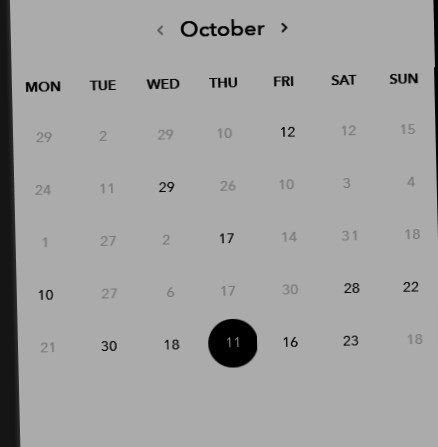 ‹ October ›
MON TUE WED THU FRI SAT SUN
29 2 29 10 12 12 15
24 11 29 26 10 3 4
1 27 2 17 14 31 18
10 27 6 17 30 28 22
21 30 18 11 16 23 18